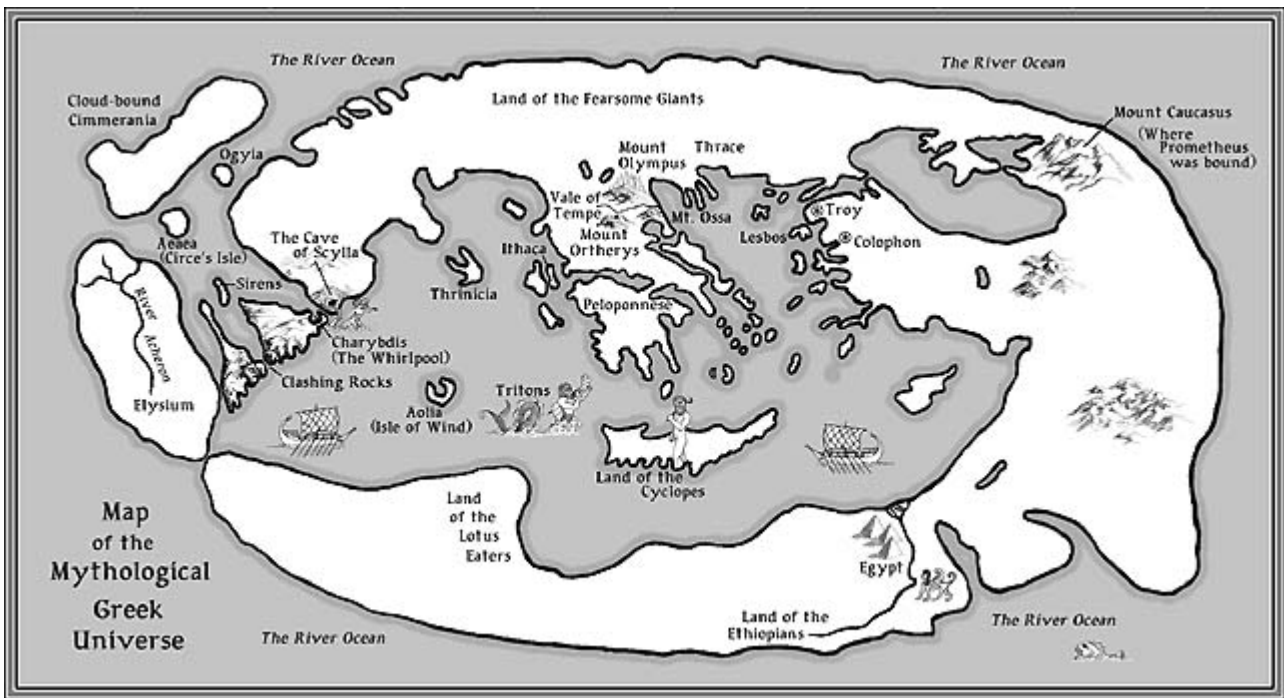 The River Ocean
The River Ocean
Cloud-bound
Cimmerania
Land of the Fearsome Giants
Mount Caucasus
(Where
Prometheus
was bound)
Ogyia
Mount
Olympus
Thrace
Vale of
Tempe
Mt. Ossa
Troy
Aeaea
(Circe's Isle)
The Cave
of Scylla
Ithaca
Mount
Ortherys
Lesbos
Colophon
Sirens
Thrinicia
Peloponnese
River Acheron
Charybdis
(The Whirlpool)
Clashing Rocks
Elysium
Aolia
(Isle of Wind)
Tritons
Land of the
Cyclopes
Land
of the
Lotus
Eaters
Egypt
Map
of the
Mythological
Greek
Universe
Land of the
Ethiopians
The River Ocean
The River Ocean